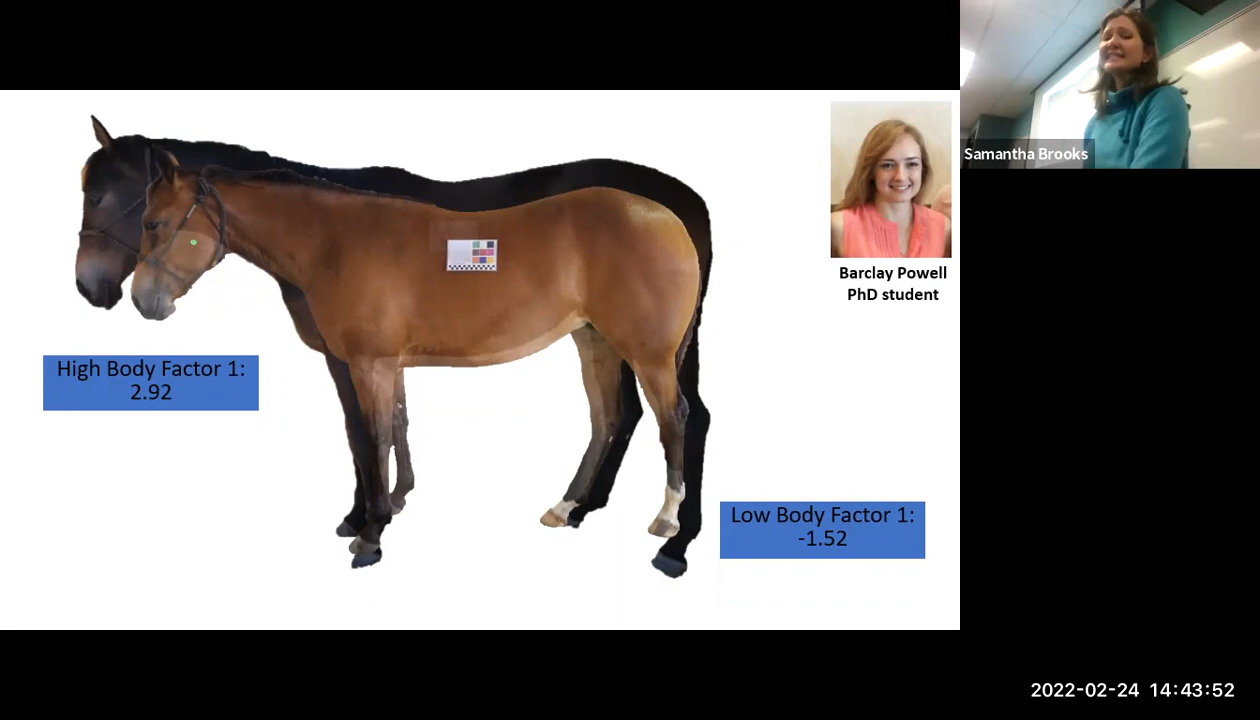 Samantha Brooks
Barclay Powell
PhD student
High Body Factor 1:
2.92
Low Body Factor 1:
-1.52
2022-02-24 14:43:52